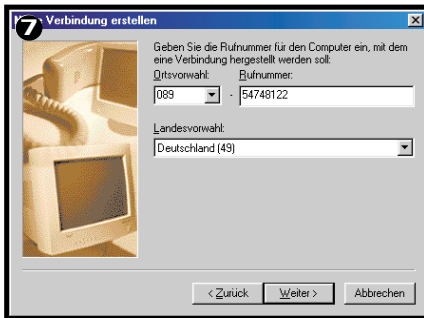 7
Verbindung erstellen
Geben Sie die Rufnummer für den Computer ein, mit dem
eine Verbindung hergestellt werden soll:
Ortsvorwahl: Rufnummer:
089 - 54748122
Landesvorwahl:
Deutschland (49)
< Zurück Weiter > Abbrechen